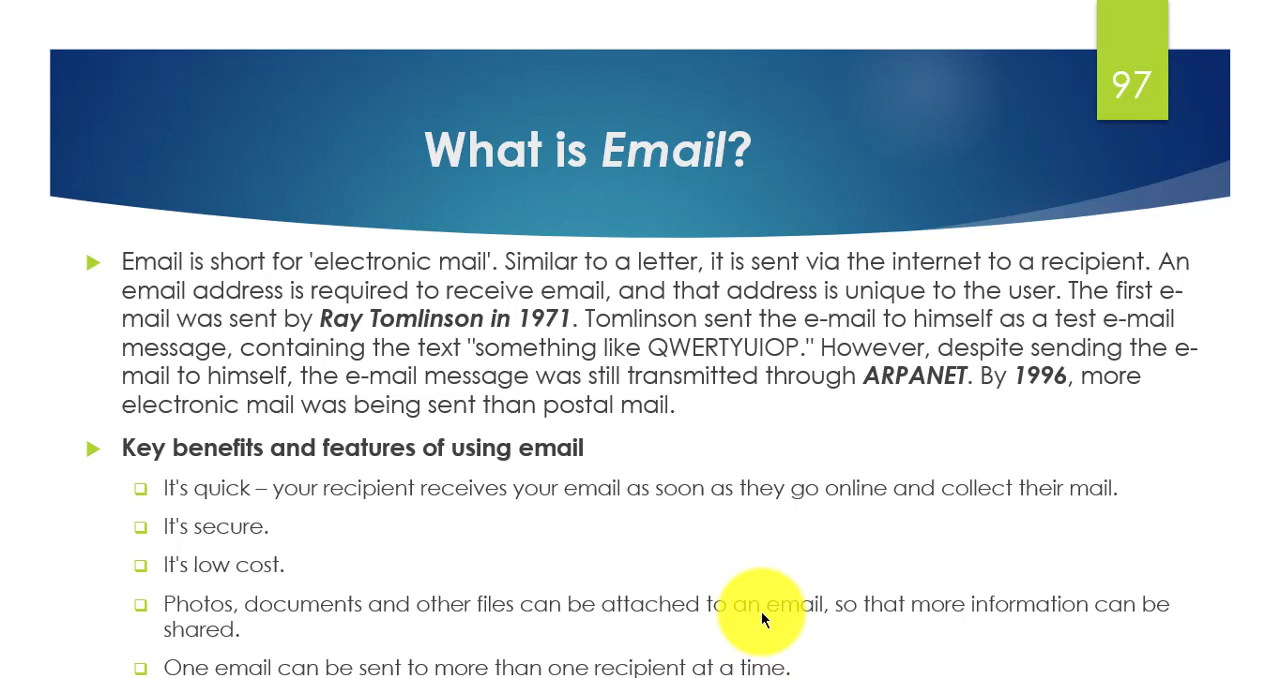 97
What is Email?
Email is short for 'electronic mail'. Similar to a letter, it is sent via the internet to a recipient. An
email address is required to receive email, and that address is unique to the user. The first e-
mail was sent by Ray Tomlinson in 1971. Tomlinson sent the e-mail to himself as a test e-mail
message, containing the text "something like QWERTYUIOP." However, despite sending the e-
mail to himself, the e-mail message was still transmitted through ARPANET. By 1996, more
electronic mail was being sent than postal mail.
Key benefits and features of using email
It's quick – your recipient receives your email as soon as they go online and collect their mail.
It's secure.
It's low cost.
Photos, documents and other files can be attached to an email, so that more information can be
shared.
One email can be sent to more than one recipient at a time.